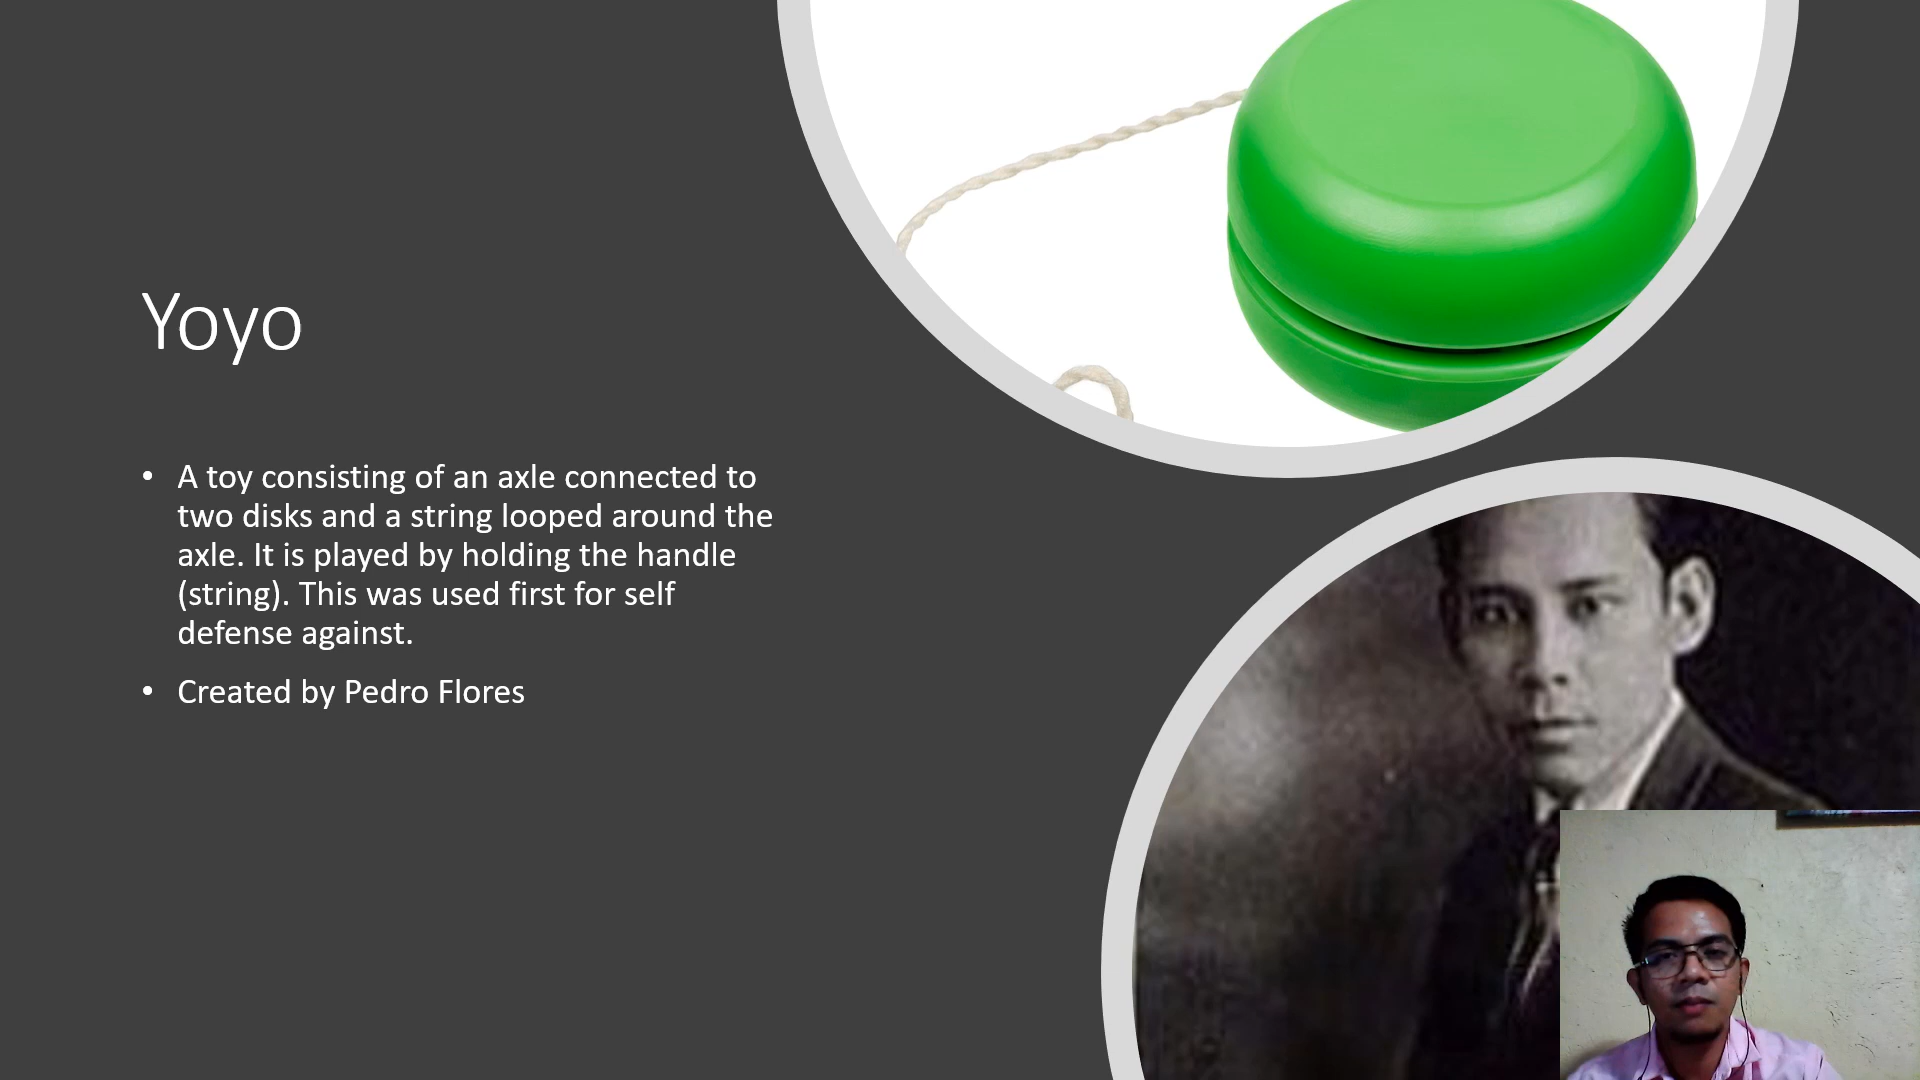 Yoyo
• A toy consisting of an axle connected to
two disks and a string looped around the
axle. It is played by holding the handle
(string). This was used first for self
defense against.
• Created by Pedro Flores